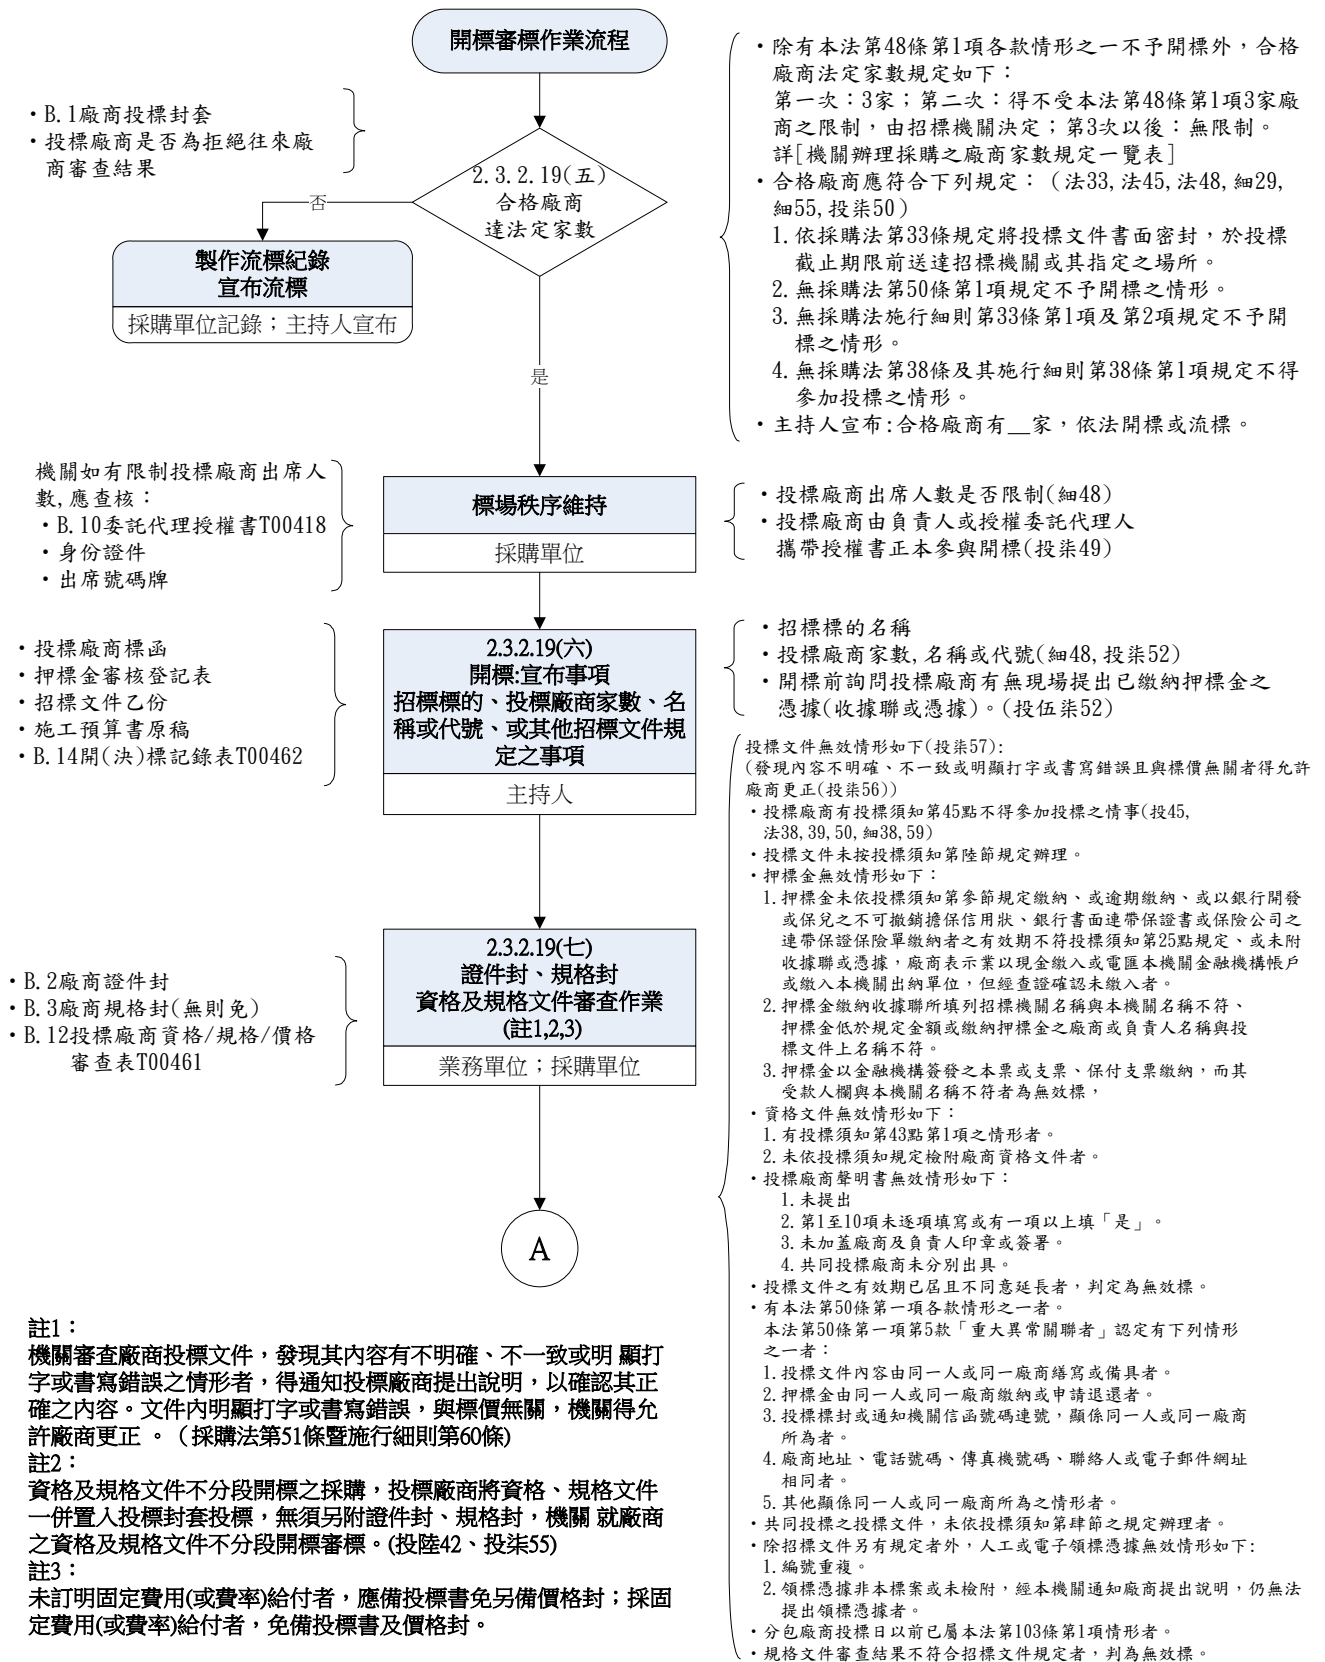 開標審標作業流程
・除有本法第48條第1項各款情形之一不予開標外，合格
廠商法定家數規定如下：
第一次：3家；第二次：得不受本法第48條第1項3家廠
商之限制，由招標機關決定；第3次以後：無限制。
詳[機關辦理採購之廠商家數規定一覽表]
・合格廠商應符合下列規定：（法33,法45,法48,細29,
細55,投柒50）
1.依採購法第33條規定將投標文件書面密封，於投標
截止期限前送達招標機關或其指定之場所。
2.無採購法第50條第1項規定不予開標之情形。
3.無採購法施行細則第33條第1項及第2項規定不予開
標之情形。
4.無採購法第38條及其施行細則第38條第1項規定不得
參加投標之情形。
・主持人宣布:合格廠商有__家，依法開標或流標。
・B.1廠商投標封套
・投標廠商是否為拒絕往來廠
商審查結果
2.3.2.19(五)
合格廠商
達法定家數
否
製作流標紀錄
宣布流標
採購單位記錄；主持人宣布
是
機關如有限制投標廠商出席人
數,應查核：
・B.10委託代理授權書T00418
・身份證件
・出席號碼牌
標場秩序維持
採購單位
・投標廠商出席人數是否限制(細48)
・投標廠商由負責人或授權委託代理人
攜帶授權書正本參與開標(投柒49)
・投標廠商標函
・押標金審核登記表
・招標文件乙份
・施工預算書原稿
・B.14開(決)標記錄表T00462
2.3.2.19(六)
開標:宣布事項
招標標的、投標廠商家數、名
稱或代號、或其他招標文件規
定之事項
主持人
・招標標的名稱
・投標廠商家數,名稱或代號(細48,投柒52)
・開標前詢問投標廠商有無現場提出已繳納押標金之
憑據(收據聯或憑據)。(投伍柒52)
・B.2廠商證件封
・B.3廠商規格封(無則免)
・B.12投標廠商資格/規格/價格
審查表T00461
2.3.2.19(七)
證件封、規格封
資格及規格文件審查作業
(註1,2,3)
業務單位；採購單位
A
投標文件無效情形如下(投柒57):
(發現內容不明確、不一致或明顯打字或書寫錯誤且與標價無關者得允許
廠商更正(投柒56))
・投標廠商有投標須知第45點不得參加投標之情事(投45,
法38,39,50,細38,59)
・投標文件未按投標須知第陸節規定辦理。
・押標金無效情形如下：
1.押標金未依投標須知第參節規定繳納、或逾期繳納、或以銀行開發
或保兌之不可撤銷擔保信用狀、銀行書面連帶保證書或保險公司之
連帶保證保險單繳納者之有效期不符投標須知第25點規定、或未附
收據聯或憑據，廠商表示業以現金繳入或電匯本機關金融機構帳戶
或繳入本機關出納單位，但經查證確認未繳入者。
2.押標金繳納收據聯所填列招標機關名稱與本機關名稱不符、
押標金低於規定金額或繳納押標金之廠商或負責人名稱與投
標文件上名稱不符。
3.押標金以金融機構簽發之本票或支票、保付支票繳納，而其
受款人欄與本機關名稱不符者為無效標，
・資格文件無效情形如下：
1.有投標須知第43點第1項之情形者。
2.未依投標須知規定檢附廠商資格文件者。
・投標廠商聲明書無效情形如下：
1.未提出
2.第1至10項未逐項填寫或有一項以上填「是」。
3.未加蓋廠商及負責人印章或簽署。
4.共同投標廠商未分別出具。
・投標文件之有效期已屆且不同意延長者，判定為無效標。
・有本法第50條第一項各款情形之一者。
本法第50條第一項第5款「重大異常關聯者」認定有下列情形
之一者：
1.投標文件內容由同一人或同一廠商繕寫或備具者。
2.押標金由同一人或同一廠商繳納或申請退還者。
3.投標標封或通知機關信函號碼連號，顯係同一人或同一廠商
所為者。
4.廠商地址、電話號碼、傳真機號碼、聯絡人或電子郵件網址
相同者。
5.其他顯係同一人或同一廠商所為之情形者。
・共同投標之投標文件，未依投標須知第肆節之規定辦理者。
・除招標文件另有規定者外，人工或電子領標憑據無效情形如下:
1.編號重複。
2.領標憑據非本標案或未檢附，經本機關通知廠商提出說明，仍無法
提出領標憑據者。
・分包廠商投標日以前已屬本法第103條第1項情形者。
・規格文件審查結果不符合招標文件規定者，判為無效標。
註1：
機關審查廠商投標文件，發現其內容有不明確、不一致或明 顯打
字或書寫錯誤之情形者，得通知投標廠商提出說明，以確認其正
確之內容。文件內明顯打字或書寫錯誤，與標價無關，機關得允
許廠商更正 。（採購法第51條暨施行細則第60條)
註2：
資格及規格文件不分段開標之採購，投標廠商將資格、規格文件
一併置入投標封套投標，無須另附證件封、規格封，機關 就廠商
之資格及規格文件不分段開標審標。(投陸42、投柒55)
註3：
未訂明固定費用(或費率)給付者，應備投標書免另備價格封；採固
定費用(或費率)給付者，免備投標書及價格封。